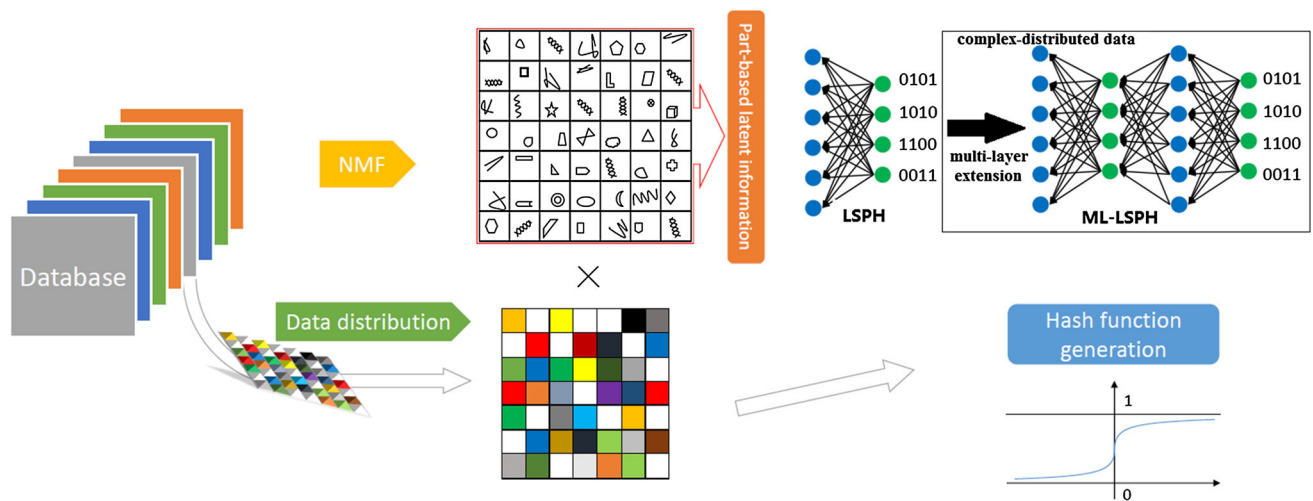 Database
NMF
Data distribution
Part-based latent information
LSPH
0101
1010
1100
0011
multi-layer
extension
complex-distributed data
ML-LSPH
0101
1010
1100
0011
Hash function
generation
1
0